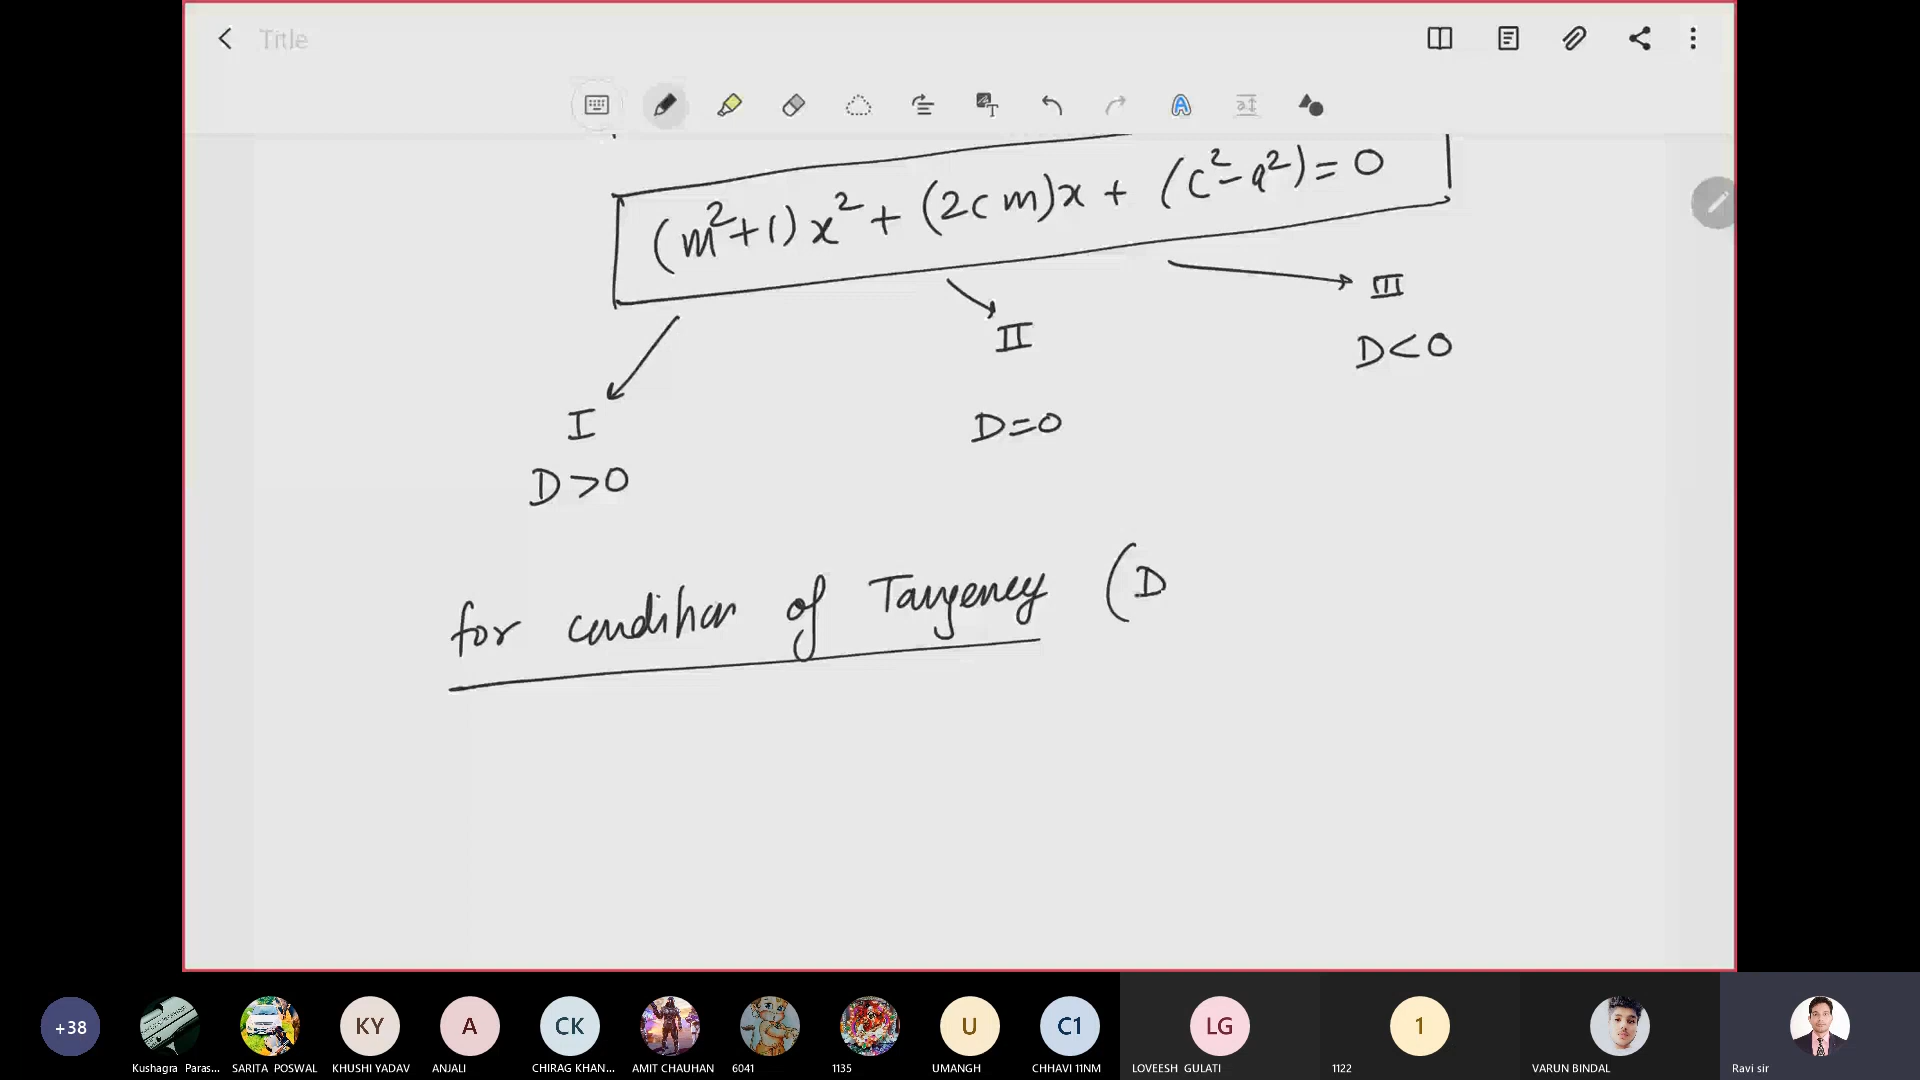 Title
(m²+1)x² + (2cm)x + (c²-a²) = 0
III
II
D<0
I
D=0
D>0
for condition of Tangency (D
+38
KY
A
CK
U
C1
LG
1
Kushagra Paras...
SARITA POSWAL
KHUSHI YADAV
ANJALI
CHIRAG KHAN...
AMIT CHAUHAN
6041
1135
UMANGH
CHHAVI 11NM
LOVEESH GULATI
1122
VARUN BINDAL
Ravi sir